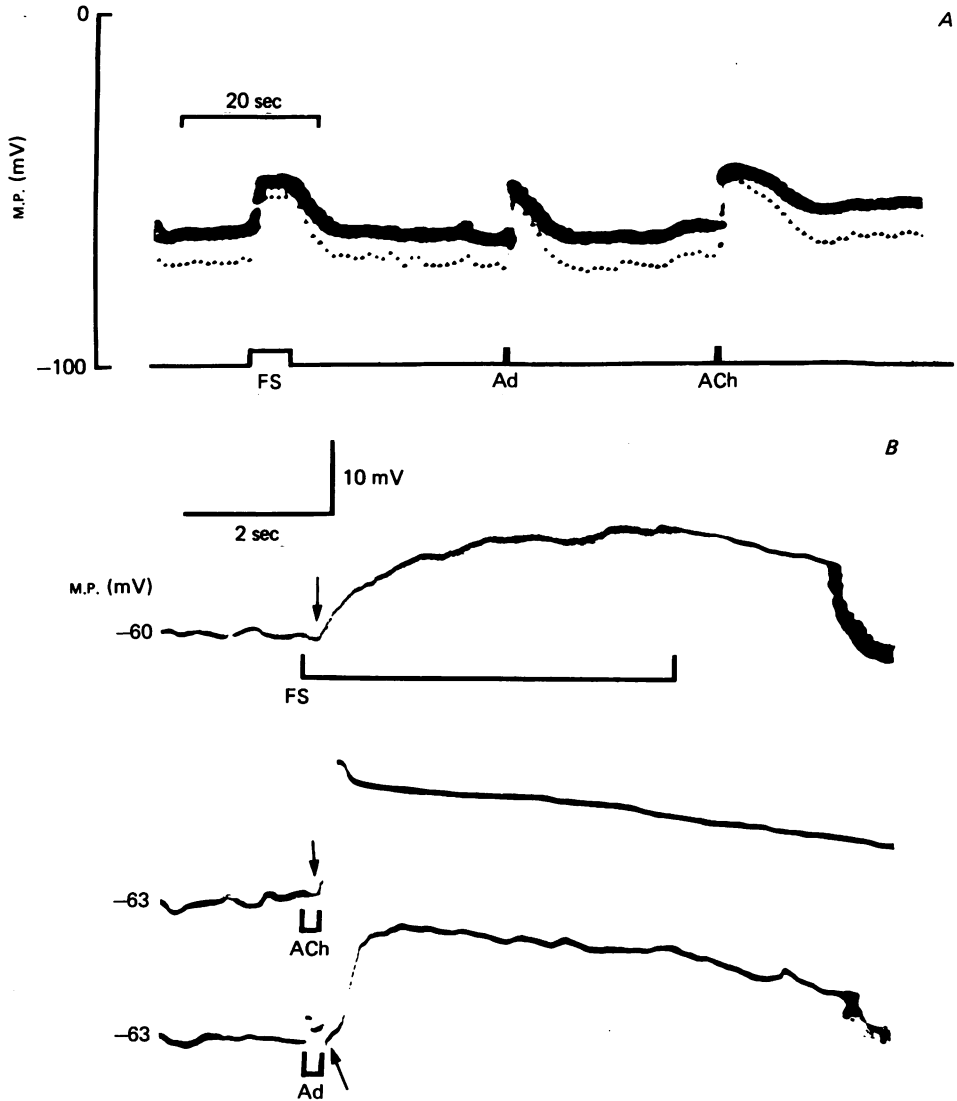 0
A
20 sec
M.P. (mV)
−100
FS
Ad
ACh
B
10 mV
2 sec
M.P. (mV)
−60
FS
−63
ACh
−63
Ad